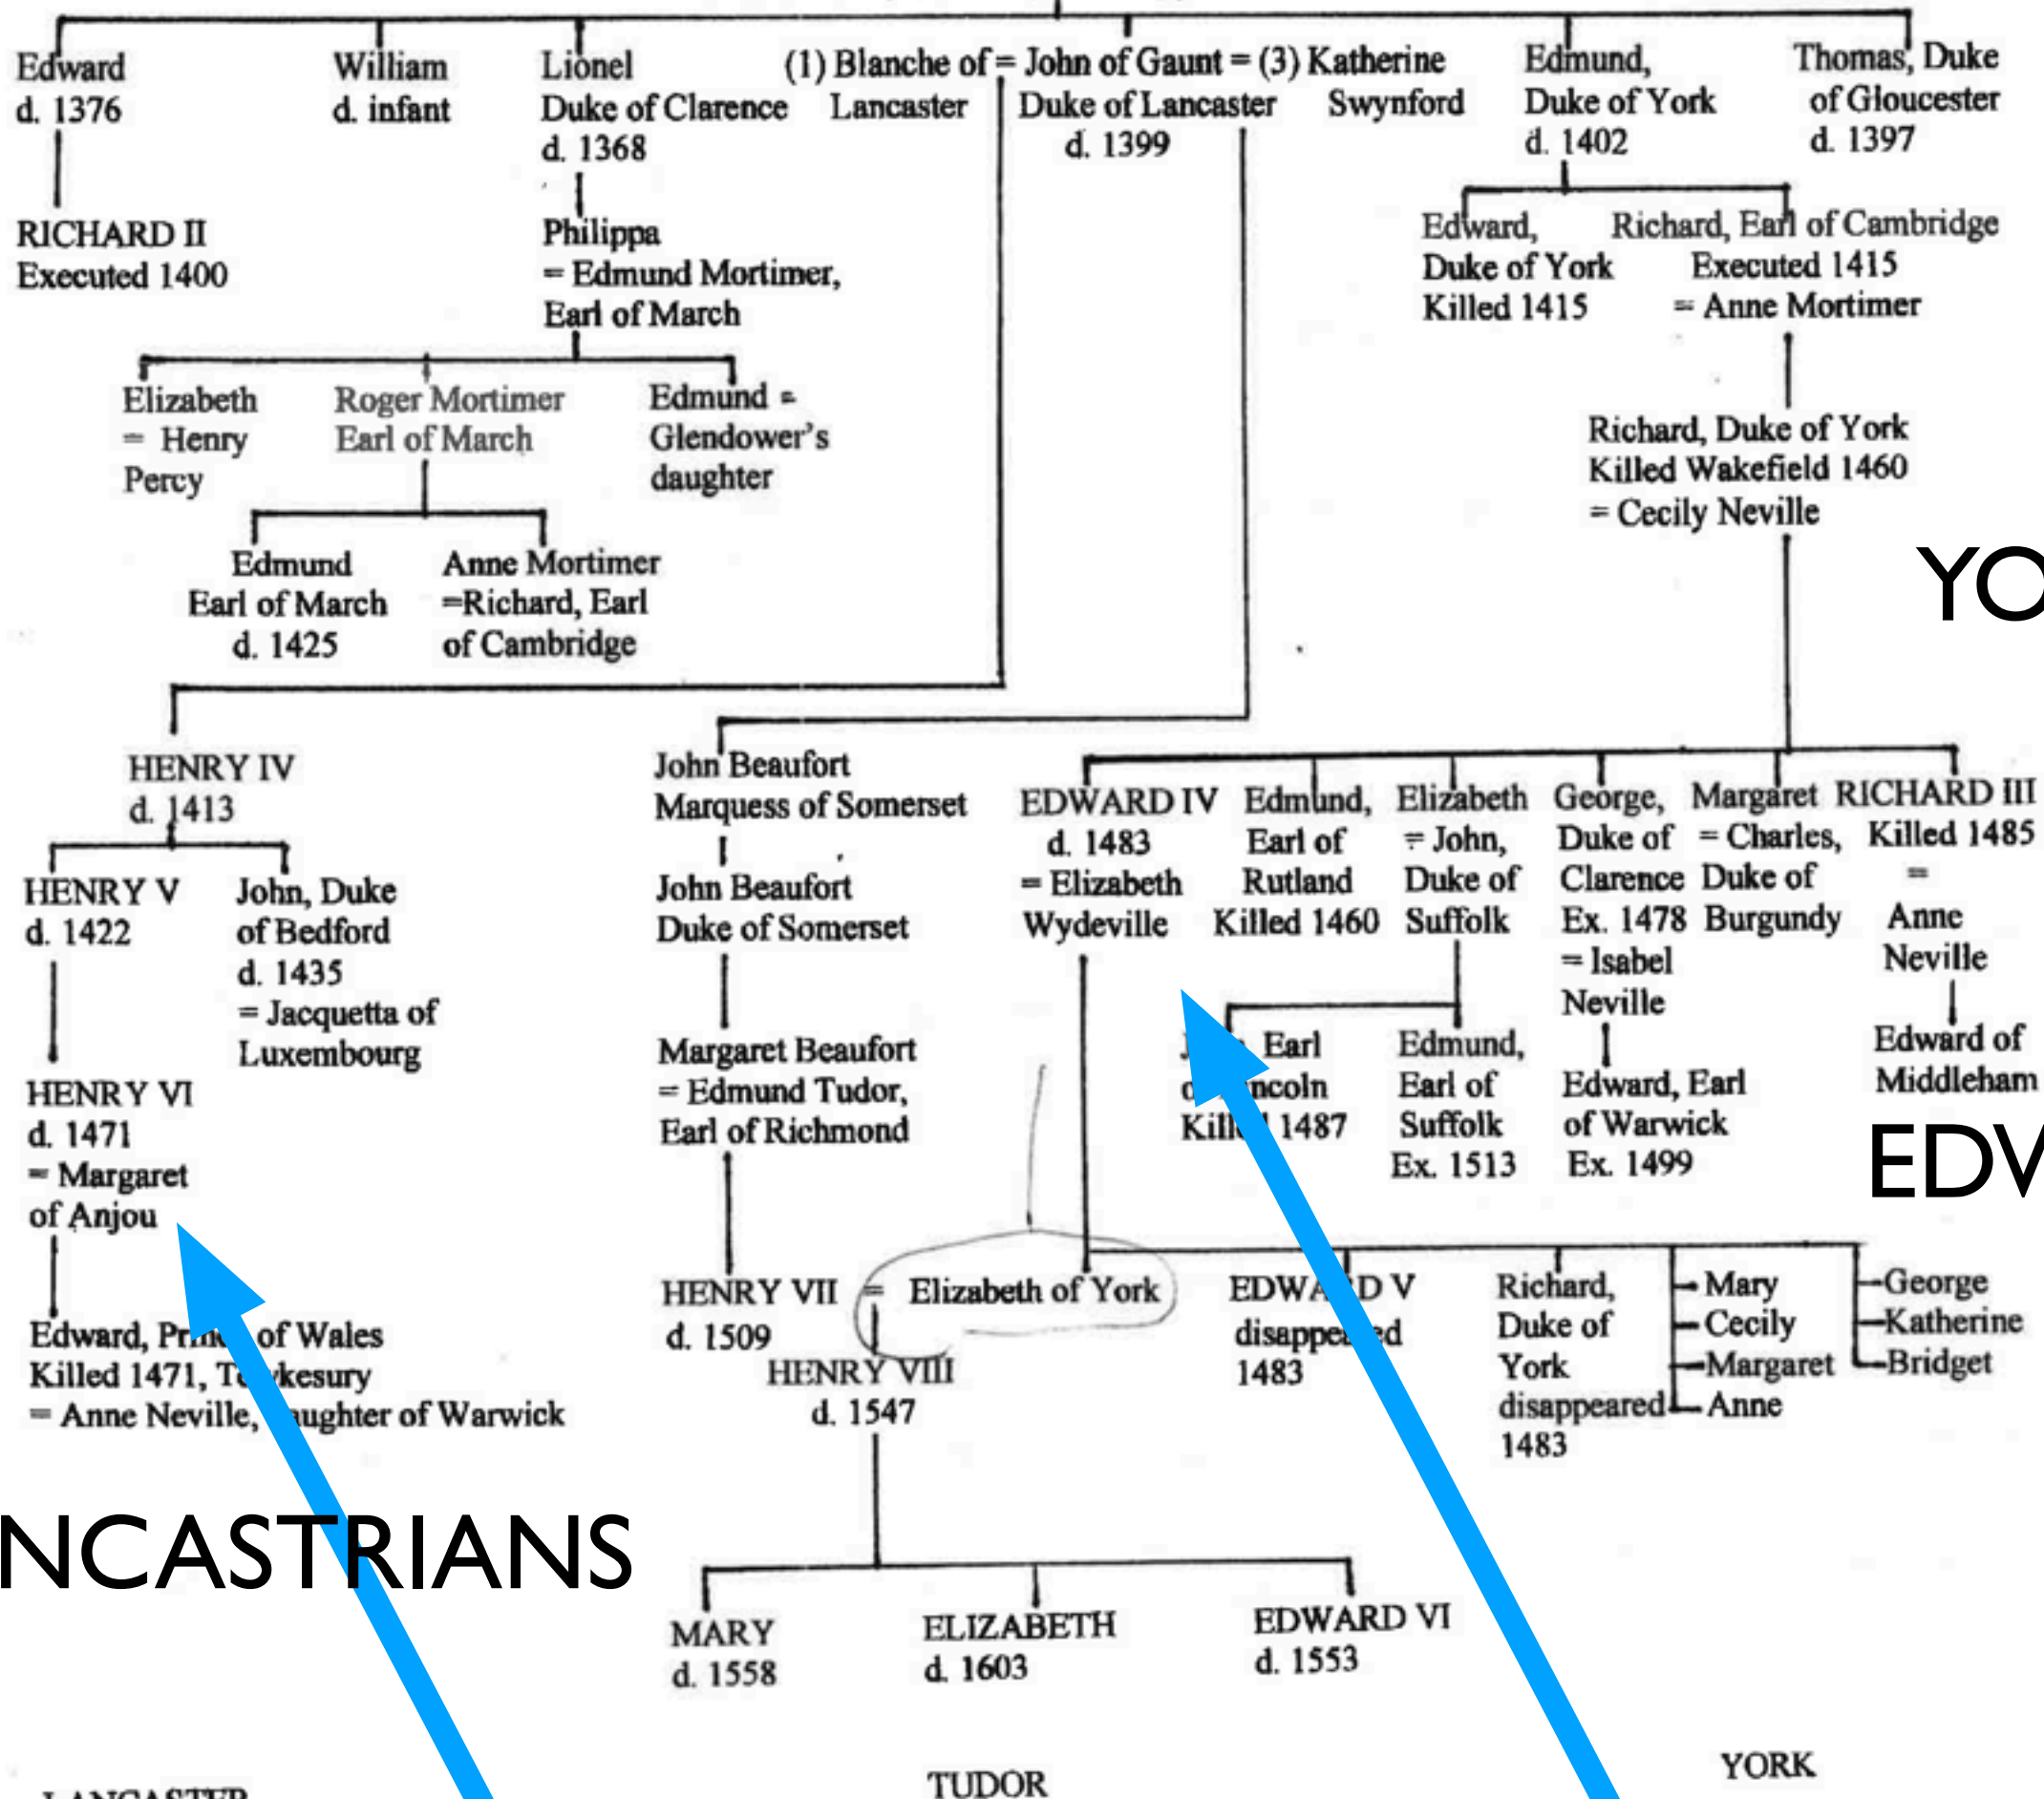 Edward
d. 1376
William
d. infant
Lionel
Duke of Clarence
d. 1368
(1) Blanche of = John of Gaunt = (3) Katherine
Lancaster Duke of Lancaster Swynford
d. 1399
Edmund,
Duke of York
d. 1402
Thomas, Duke
of Gloucester
d. 1397
RICHARD II
Executed 1400
Philippa
= Edmund Mortimer,
Earl of March
Edward,
Duke of York
Killed 1415
Richard, Earl of Cambridge
Executed 1415
= Anne Mortimer
Elizabeth
= Henry
Percy
Roger Mortimer
Earl of March
Edmund =
Glendower's
daughter
Richard, Duke of York
Killed Wakefield 1460
= Cecily Neville
Edmund
Earl of March
d. 1425
Anne Mortimer
=Richard, Earl
of Cambridge
YO
HENRY IV
d. 1413
John Beaufort
Marquess of Somerset
EDWARD IV
d. 1483
= Elizabeth
Wydeville
Edmund,
Earl of
Rutland
Killed 1460
Elizabeth
= John,
Duke of
Suffolk
George,
Duke of
Clarence
Ex. 1478
= Isabel
Neville
Margaret
= Charles,
Duke of
Burgundy
RICHARD III
Killed 1485
=
Anne
Neville
HENRY V
d. 1422
John, Duke
of Bedford
d. 1435
= Jacquetta of
Luxembourg
John Beaufort
Duke of Somerset
Margaret Beaufort
= Edmund Tudor,
Earl of Richmond
Earl
Killed 1487
Edmund,
Earl of
Suffolk
Ex. 1513
Edward, Earl
of Warwick
Ex. 1499
Edward of
Middleham
EDW
HENRY VI
d. 1471
= Margaret
of Anjou
HENRY VII = Elizabeth of York
d. 1509
EDWARD V
disappeared
1483
Richard,
Duke of
York
disappeared
1483
Mary
Cecily
Margaret
Anne
George
Katherine
Bridget
Edward, Prince of Wales
Killed 1471, Tewkesury
= Anne Neville, daughter of Warwick
HENRY VIII
d. 1547
NCASTRIANS
MARY
d. 1558
ELIZABETH
d. 1603
EDWARD VI
d. 1553
LANCASTER
TUDOR
YORK